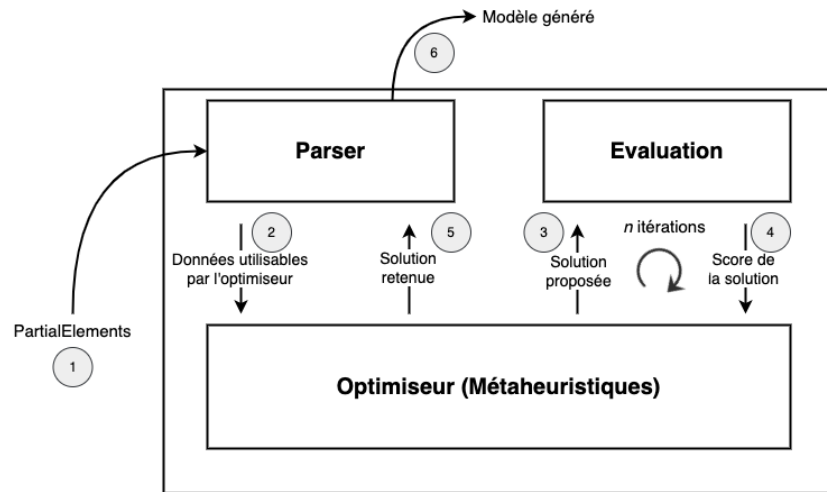 Modèle généré
6
Parser
Evaluation
2
5
3
n itérations
4
Données utilisables
par l'optimiseur
Solution
retenue
Solution
proposée
Score de
la solution
PartialElements
1
Optimiseur (Métaheuristiques)